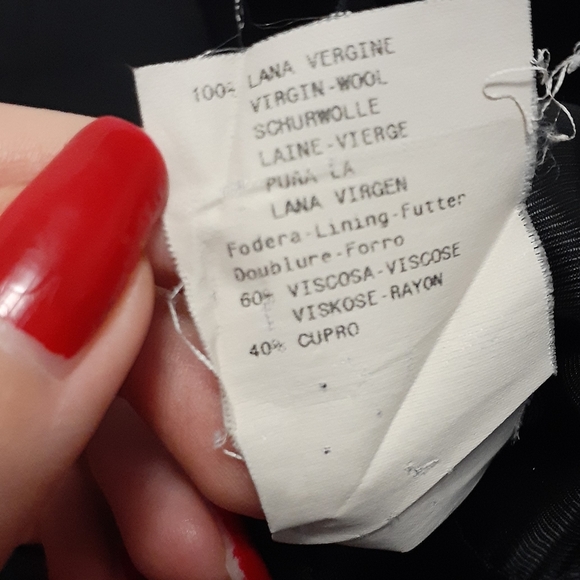 100% LANA VERGINE
VIRGIN-WOOL
SCHURWOLLE
LAINE-VIERGE
PURA LA
LANA VIRGEN
Fodera-Lining-Futter
Doublure-Forro
60% VISCOSA-VISCOSE
VISKOSE-RAYON
40% CUPRO